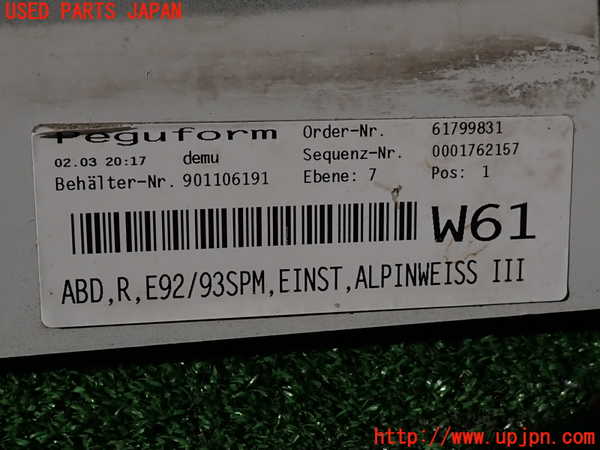 USED PARTS JAPAN
Peguform Order-Nr. 61799831
02.03 20:17 demu Sequenz-Nr. 0001762157
Behälter-Nr. 901106191 Ebene: 7 Pos: 1
W61
ABD,R,E92/93SPM,EINST,ALPINWEISS III
http://www.upjpn.com/